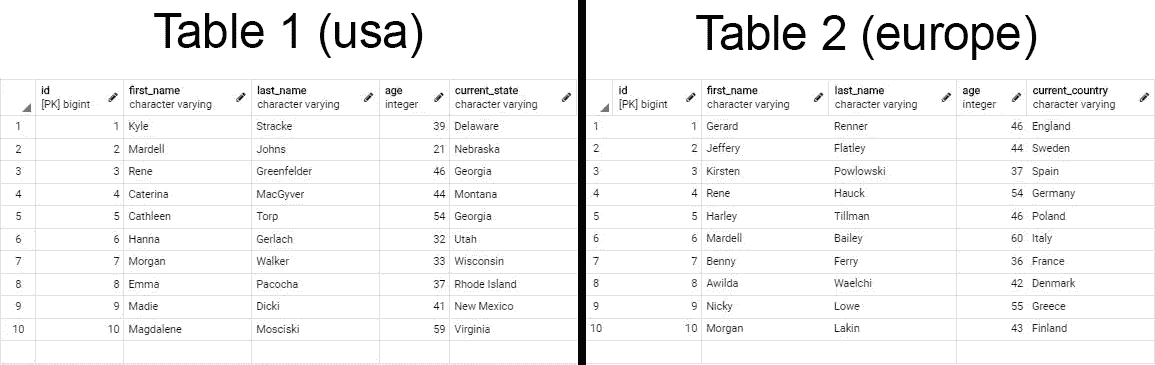 Table 1 (usa)
id first_name last_name age current_state
[PK] bigint character varying character varying integer character varying
1 1 Kyle Stracke 39 Delaware
2 2 Mardell Johns 21 Nebraska
3 3 Rene Greenfelder 46 Georgia
4 4 Caterina MacGyver 44 Montana
5 5 Cathleen Torp 54 Georgia
6 6 Hanna Gerlach 32 Utah
7 7 Morgan Walker 33 Wisconsin
8 8 Emma Pacocha 37 Rhode Island
9 9 Madie Dicki 41 New Mexico
10 10 Magdalene Mosciski 59 Virginia
Table 2 (europe)
id first_name last_name age current_country
[PK] bigint character varying character varying integer character varying
1 1 Gerard Renner 46 England
2 2 Jeffery Flatley 44 Sweden
3 3 Kirsten Powlowski 37 Spain
4 4 Rene Hauck 54 Germany
5 5 Harley Tillman 46 Poland
6 6 Mardell Bailey 60 Italy
7 7 Benny Ferry 36 France
8 8 Awilda Waelchi 42 Denmark
9 9 Nicky Lowe 55 Greece
10 10 Morgan Lakin 43 Finland